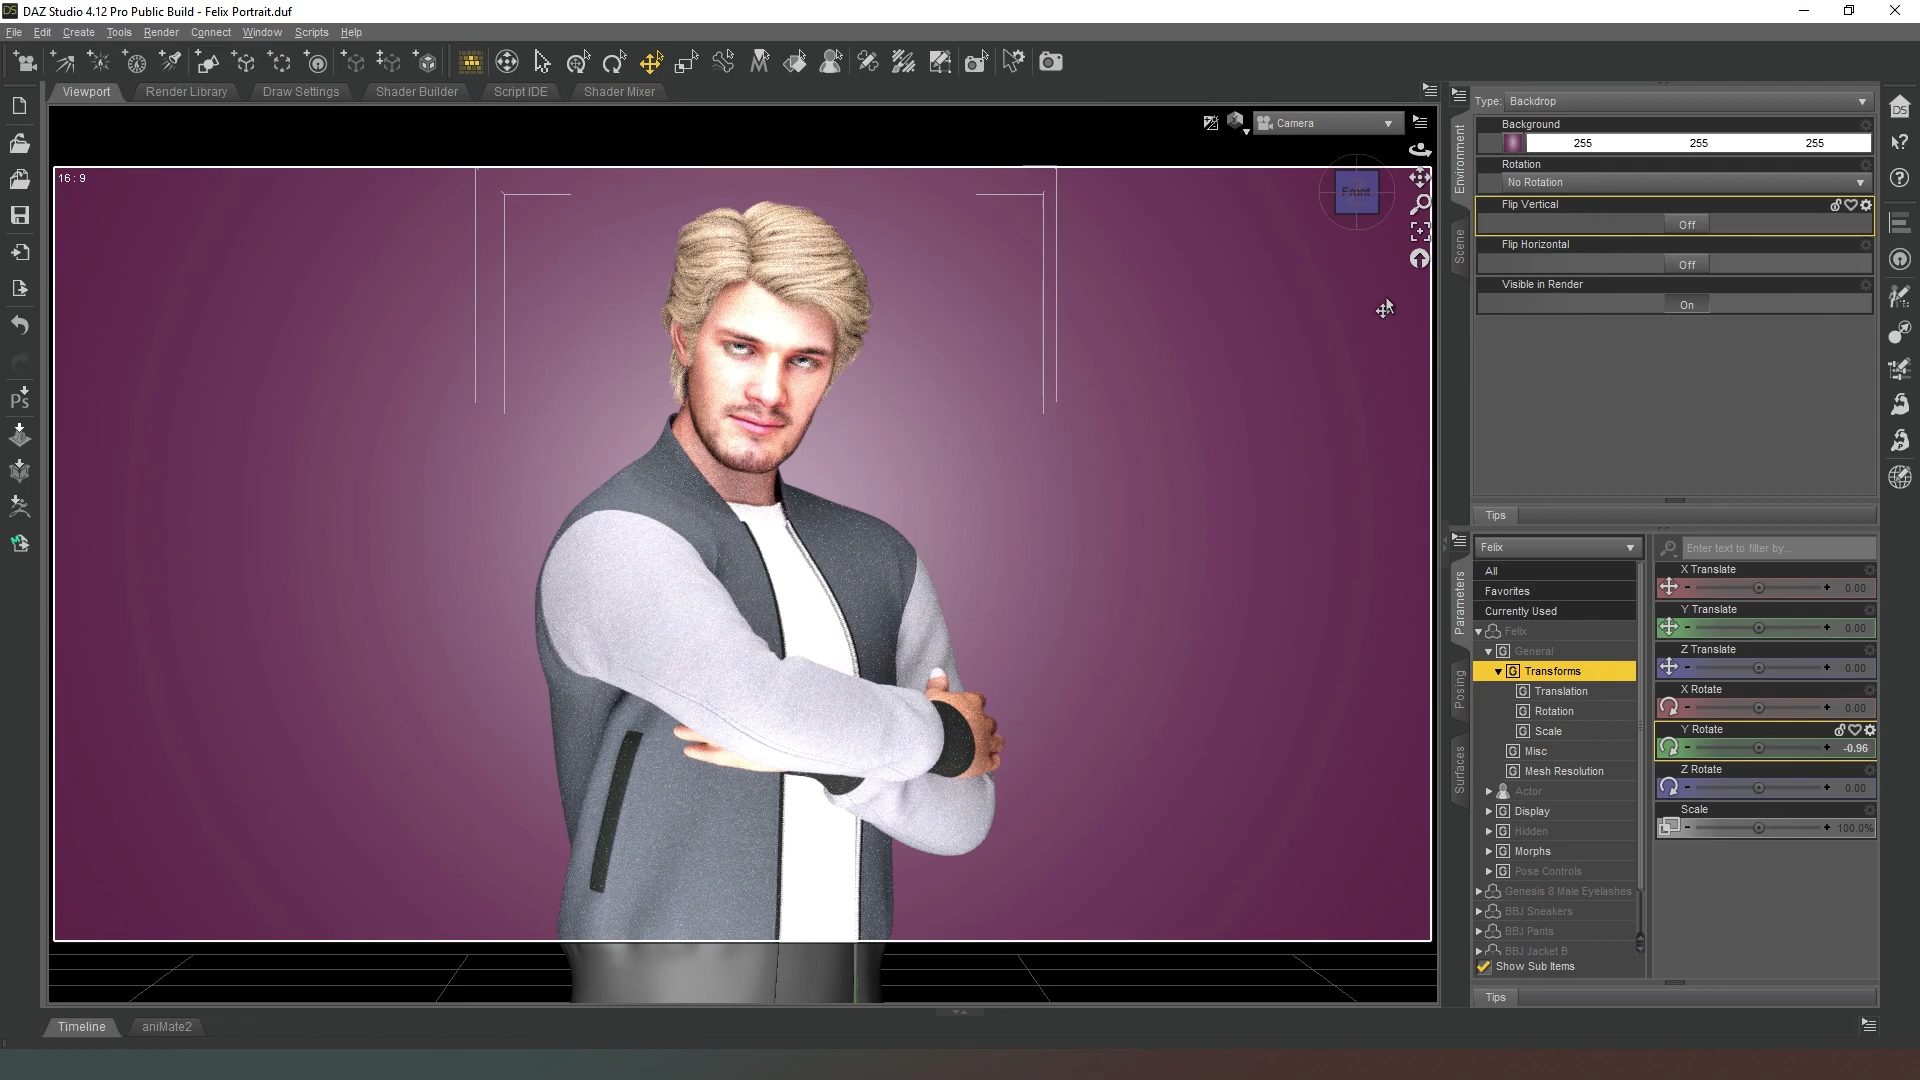 DAZ Studio 4.12 Pro Public Build - Felix Portrait.duf
File Edit Create Tools Render Connect Window Scripts Help
Viewport Render Library Draw Settings Shader Builder Script IDE Shader Mixer
Camera
16 : 9
Front
Ps
Environment
Scene
Type: Backdrop
Background
255 255 255
Rotation
No Rotation
Flip Vertical
Off
Flip Horizontal
Off
Visible in Render
On
Tips
Parameters
Posing
Surfaces
Felix
All
Favorites
Currently Used
Felix
General
Transforms
Translation
Rotation
Scale
Misc
Mesh Resolution
Actor
Display
Hidden
Morphs
Pose Controls
Genesis 8 Male Eyelashes
BBJ Sneakers
BBJ Pants
BBJ Jacket B
Show Sub Items
Enter text to filter by...
X Translate
0.00
Y Translate
0.00
Z Translate
0.00
X Rotate
0.00
Y Rotate
-0.96
Z Rotate
0.00
Scale
100.0%
Tips
Timeline aniMate2